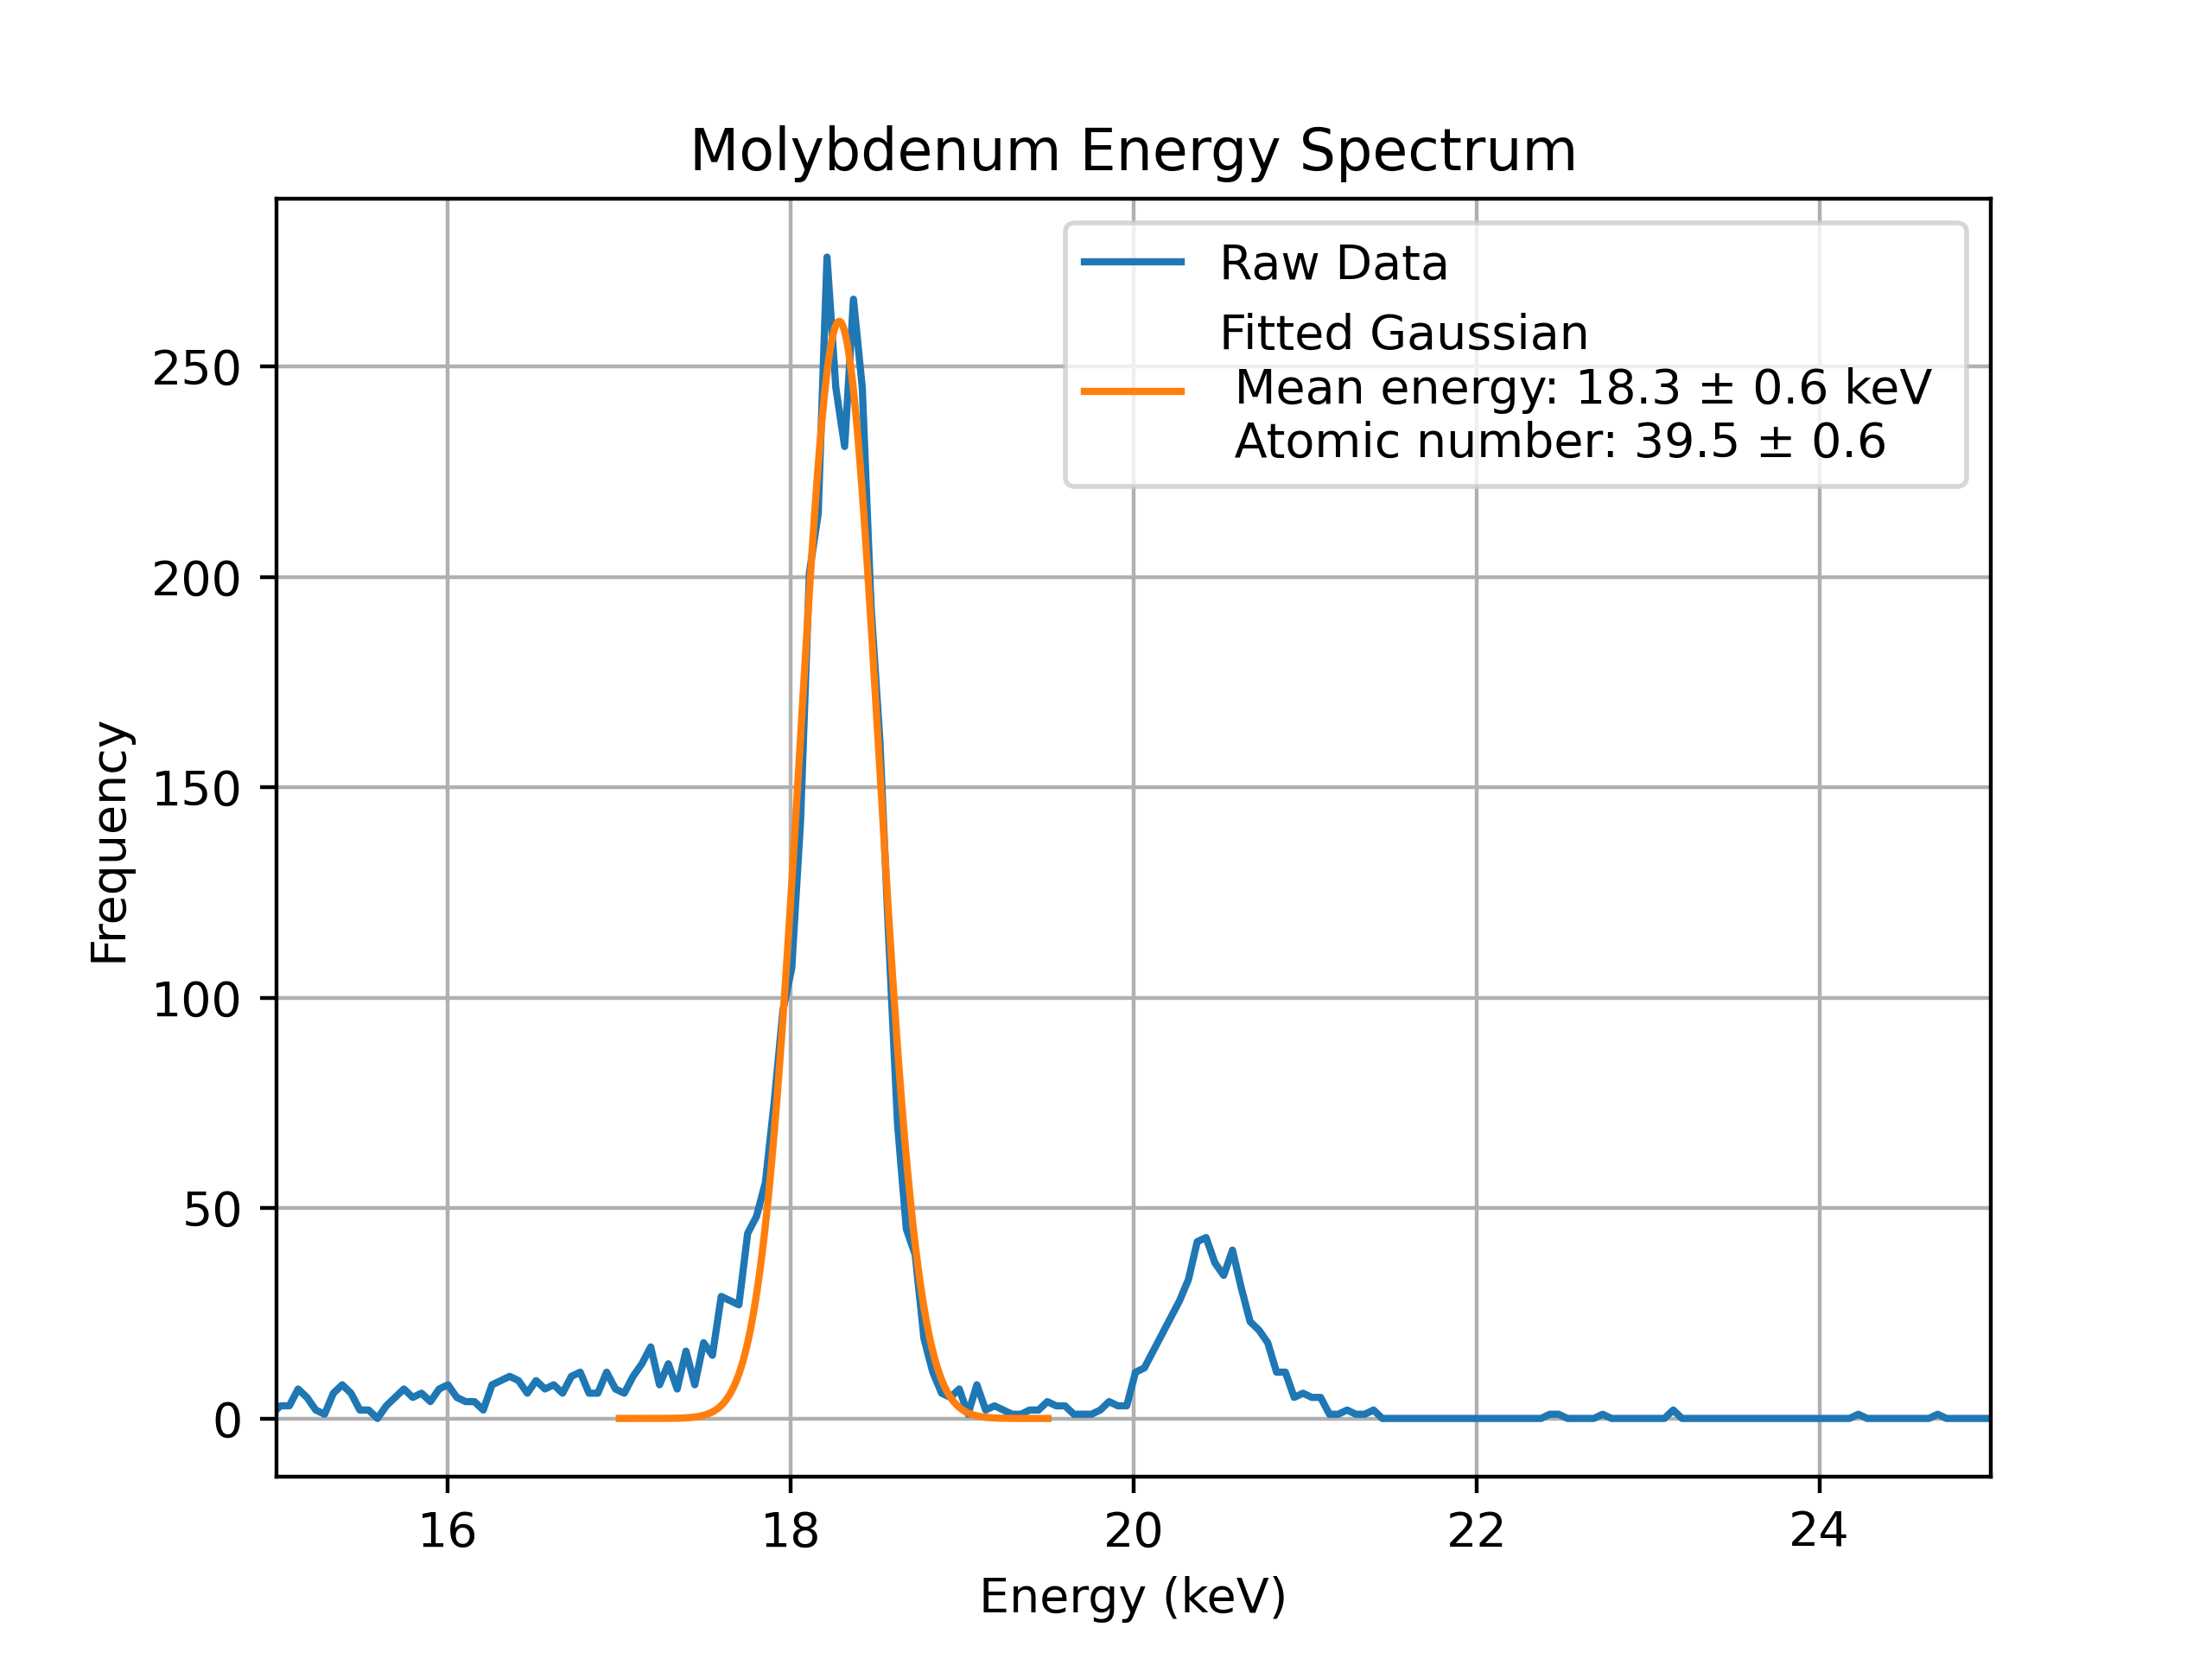 Molybdenum Energy Spectrum
Raw Data
Fitted Gaussian
Mean energy: 18.3 ± 0.6 keV
Atomic number: 39.5 ± 0.6
250
200
150
100
50
0
Frequency
16 18 20 22 24
Energy (keV)